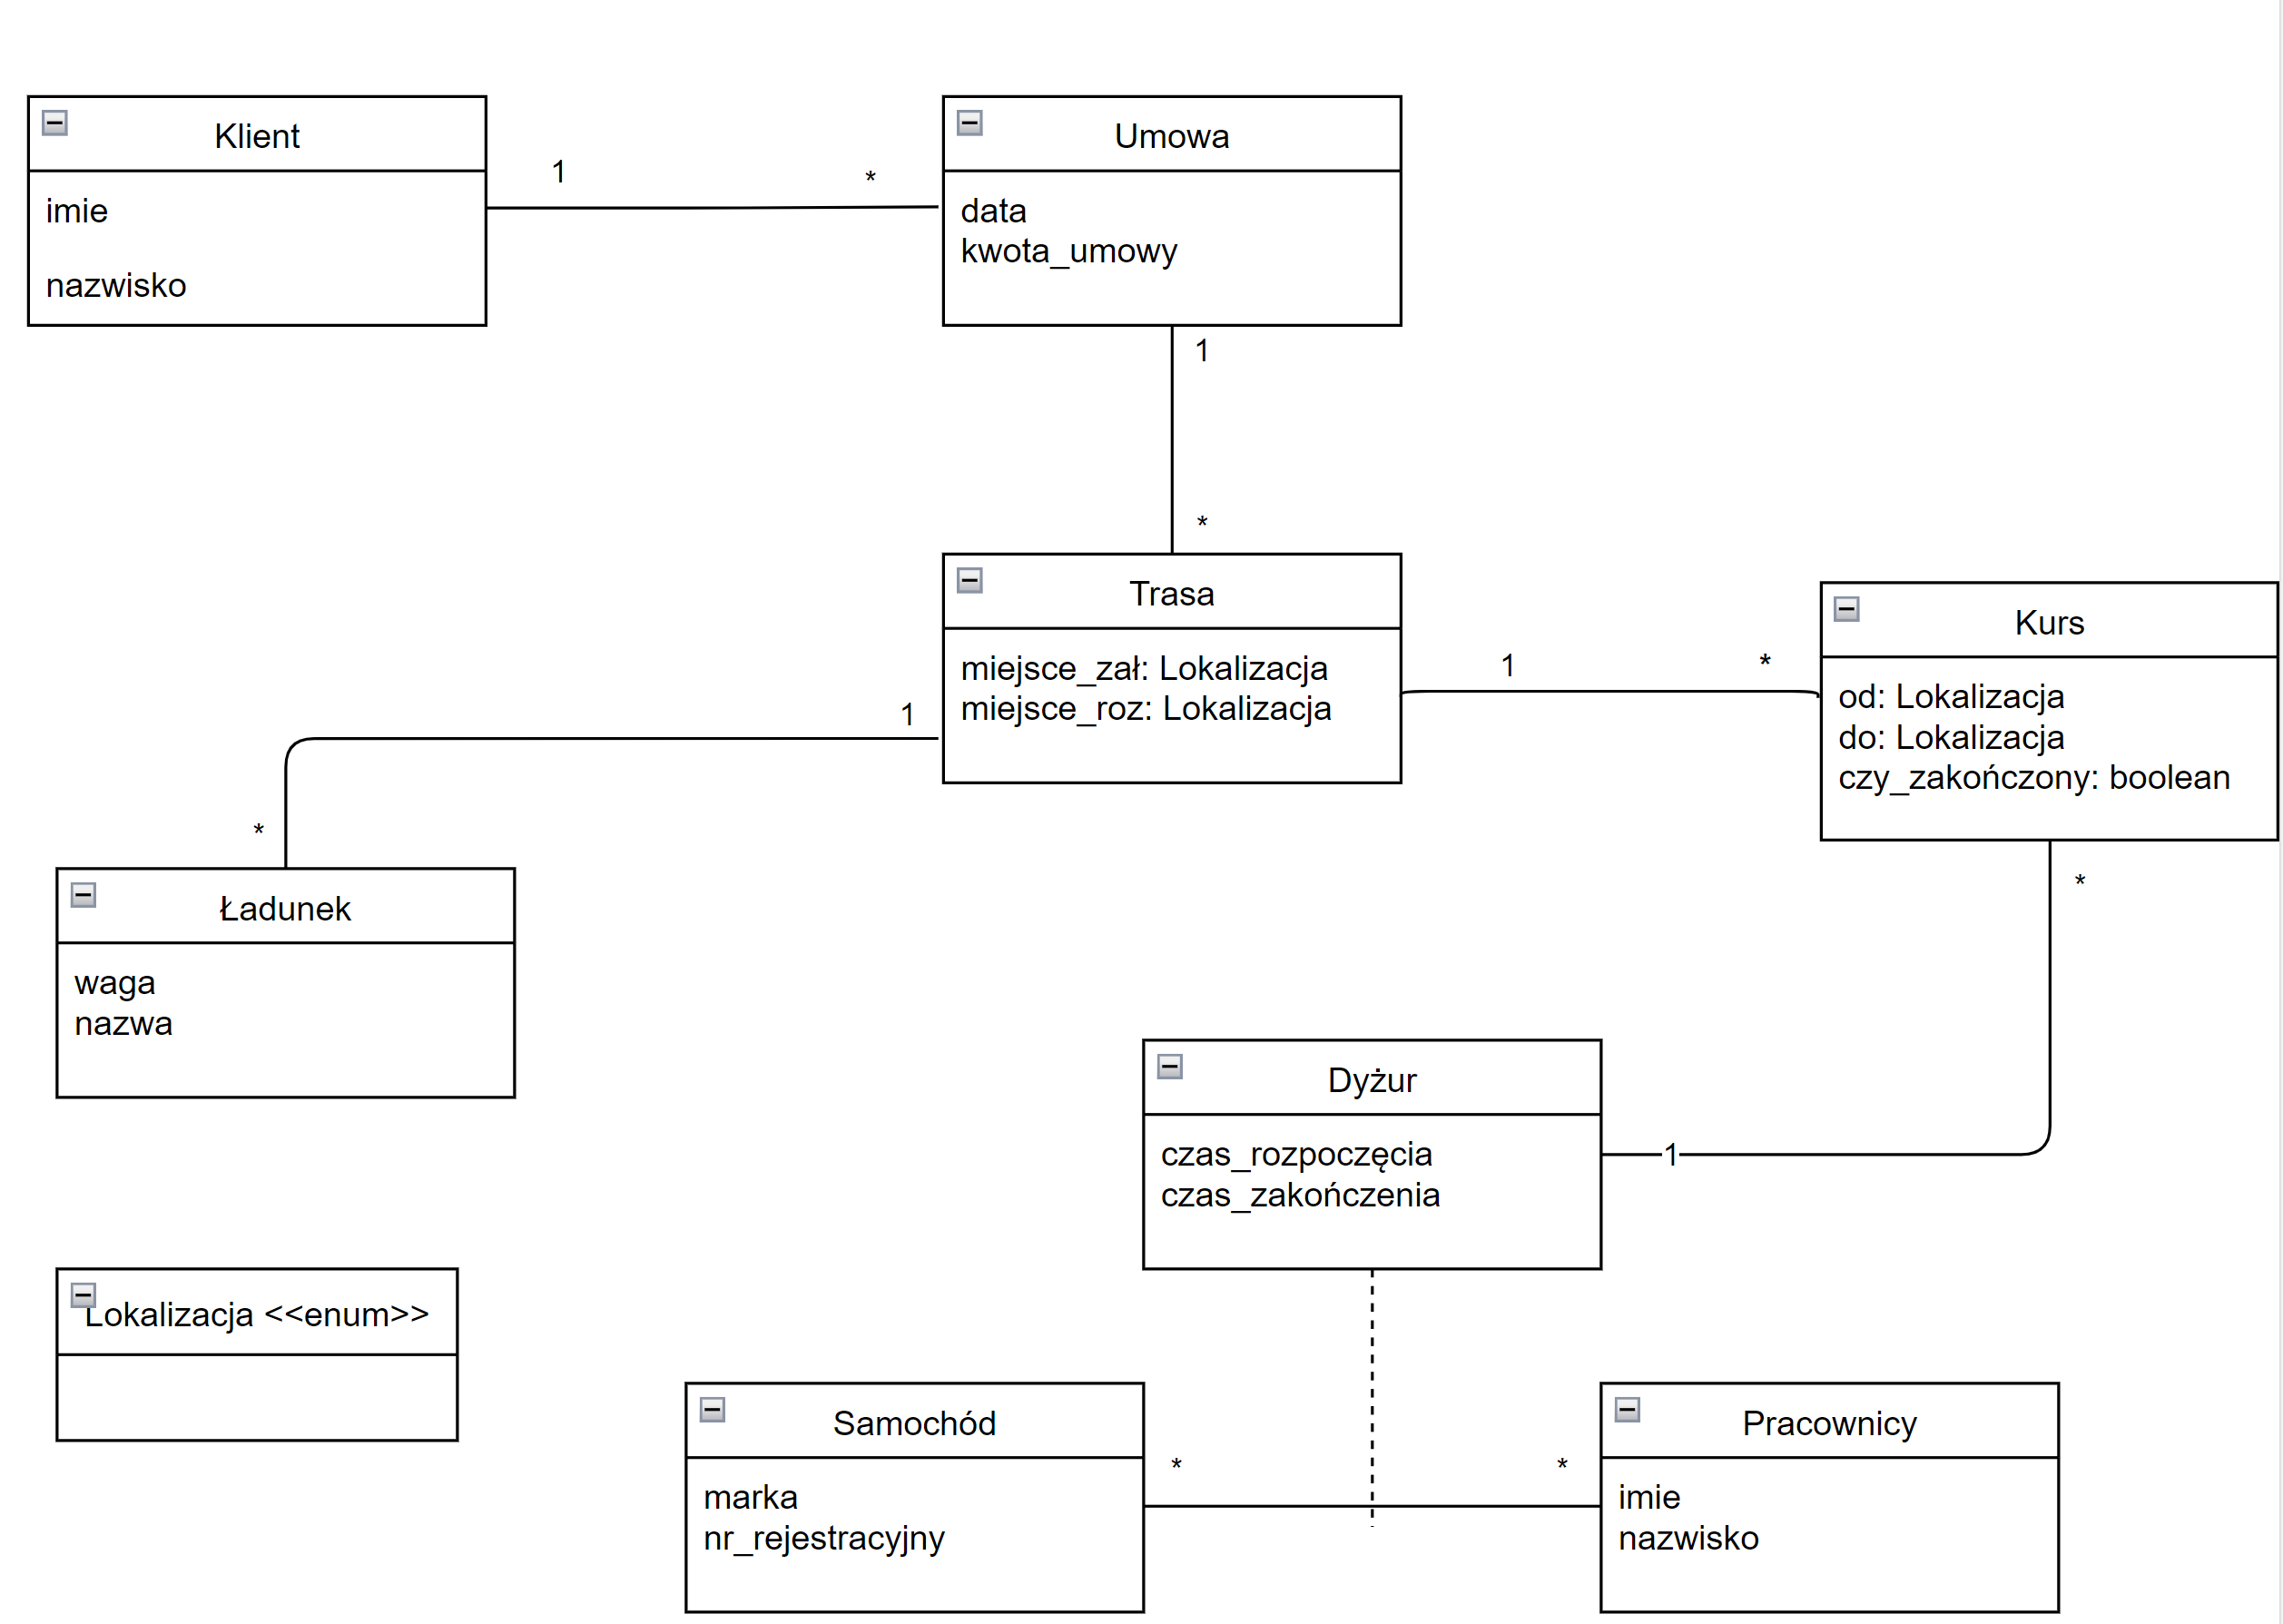 Klient
imie
nazwisko
1
*
Umowa
data
kwota_umowy
1
*
Trasa
miejsce_zał: Lokalizacja
miejsce_roz: Lokalizacja
1
*
Kurs
od: Lokalizacja
do: Lokalizacja
czy_zakończony: boolean
1
*
Ładunek
waga
nazwa
*
Dyżur
czas_rozpoczęcia
czas_zakończenia
1
Lokalizacja <<enum>>
Samochód
marka
nr_rejestracyjny
*
*
Pracownicy
imie
nazwisko